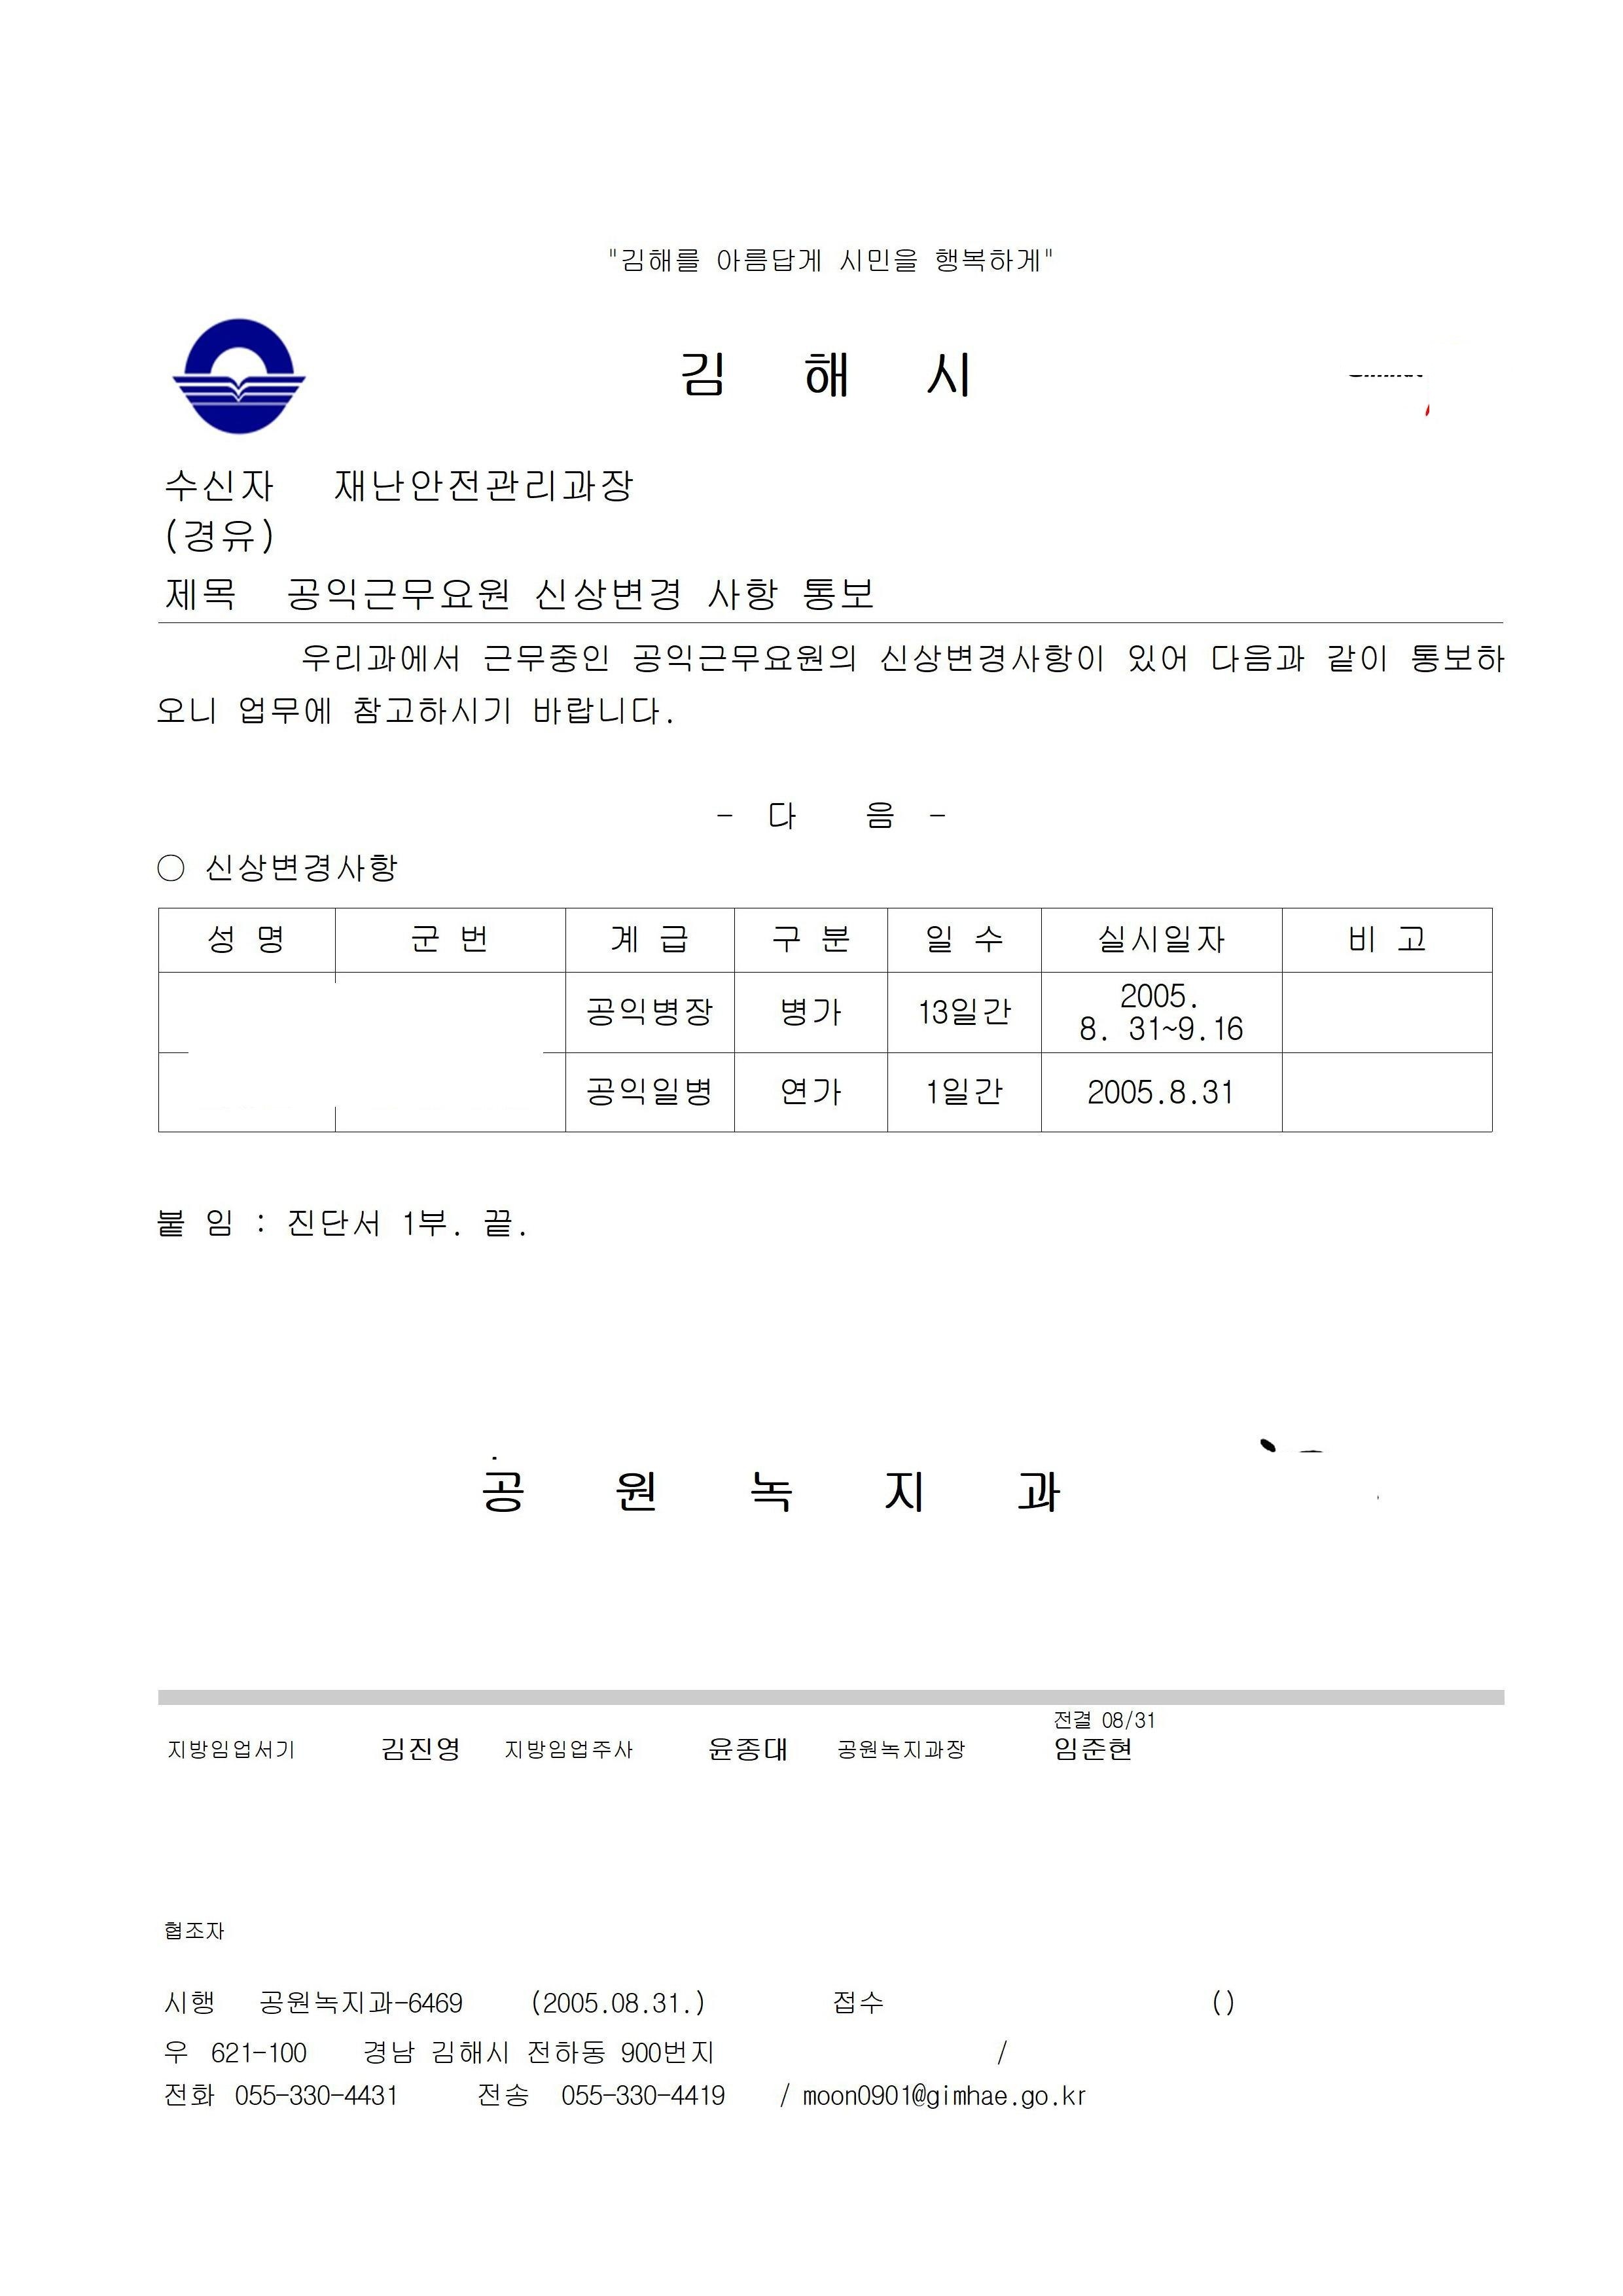 "김해를 아름답게 시민을 행복하게"
김 해 시
수신자 재난안전관리과장
(경유)
제목 공익근무요원 신상변경 사항 통보
우리과에서 근무중인 공익근무요원의 신상변경사항이 있어 다음과 같이 통보하
오니 업무에 참고하시기 바랍니다.
- 다 음 -
○ 신상변경사항
성 명 군 번 계 급 구 분 일 수 실시일자 비 고
공익병장 병가 13일간 2005.
8. 31~9.16
공익일병 연가 1일간 2005.8.31
붙 임 : 진단서 1부. 끝.
공 원 녹 지 과
전결 08/31
지방임업서기 김진영 지방임업주사 윤종대 공원녹지과장 임준현
협조자
시행 공원녹지과-6469 (2005.08.31.) 접수 ()
우 621-100 경남 김해시 전하동 900번지 /
전화 055-330-4431 전송 055-330-4419 / moon0901@gimhae.go.kr